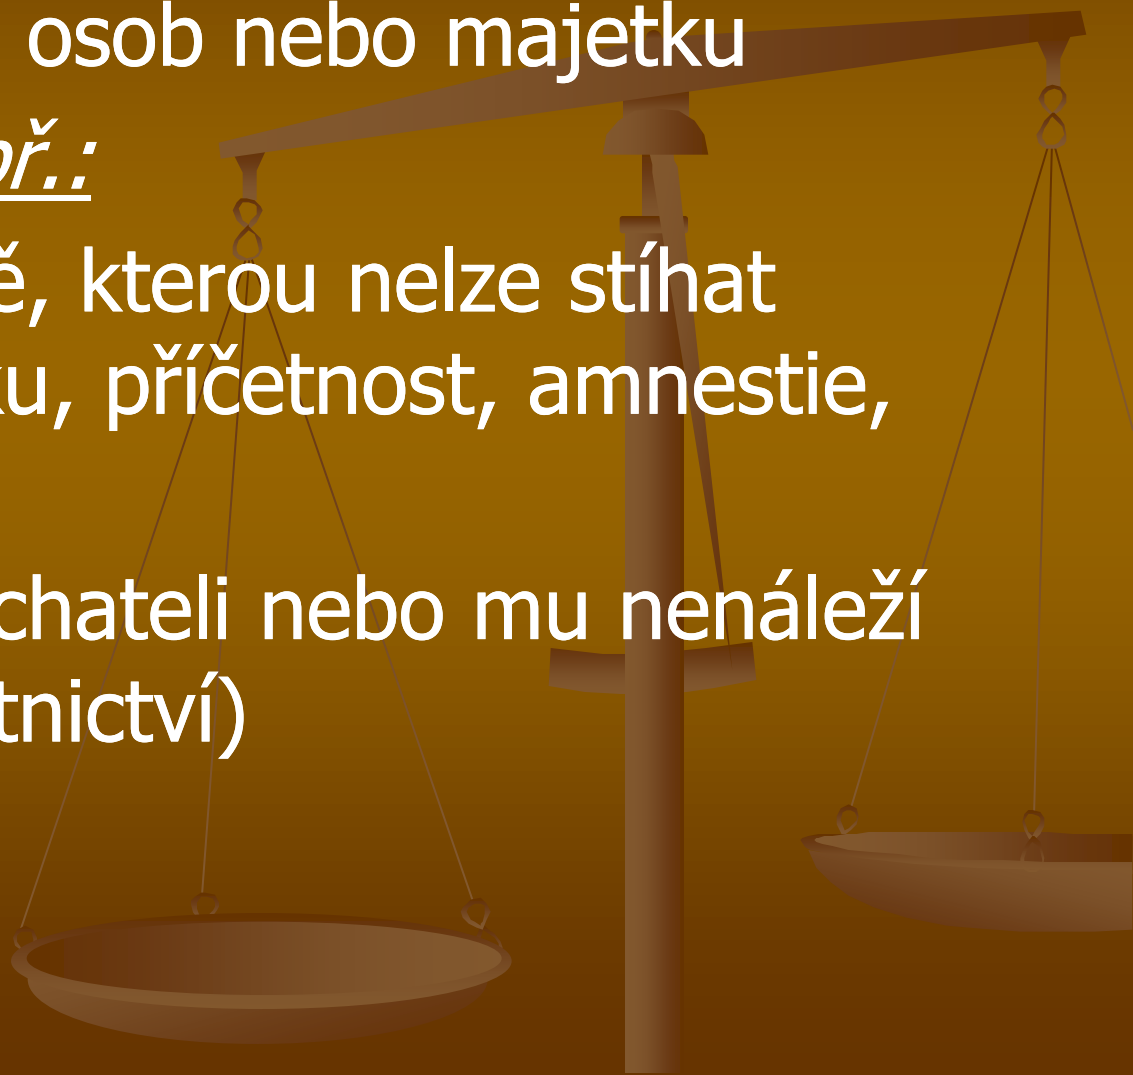 osob nebo majetku
př.:
ě, kterou nelze stíhat
ku, příčetnost, amnestie,
chateli nebo mu nenáleží
tnictví)